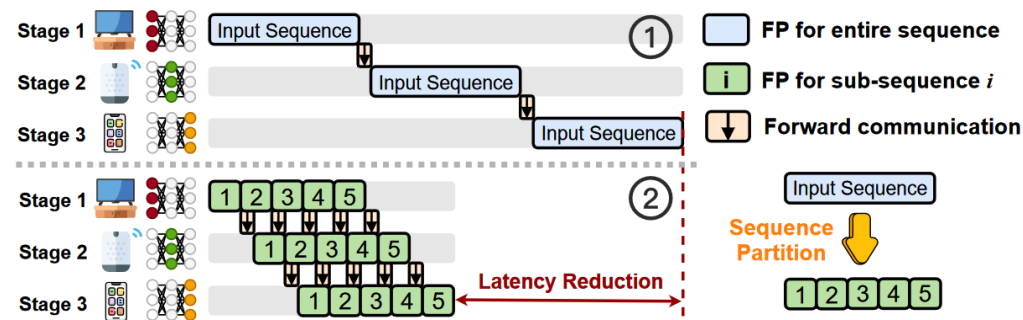 Stage 1
Input Sequence
1
FP for entire sequence
Stage 2
Input Sequence
i
FP for sub-sequence i
Stage 3
Input Sequence
Forward communication
Stage 1
1 2 3 4 5
2
Input Sequence
Stage 2
1 2 3 4 5
Sequence
Partition
Stage 3
1 2 3 4 5
Latency Reduction
1 2 3 4 5